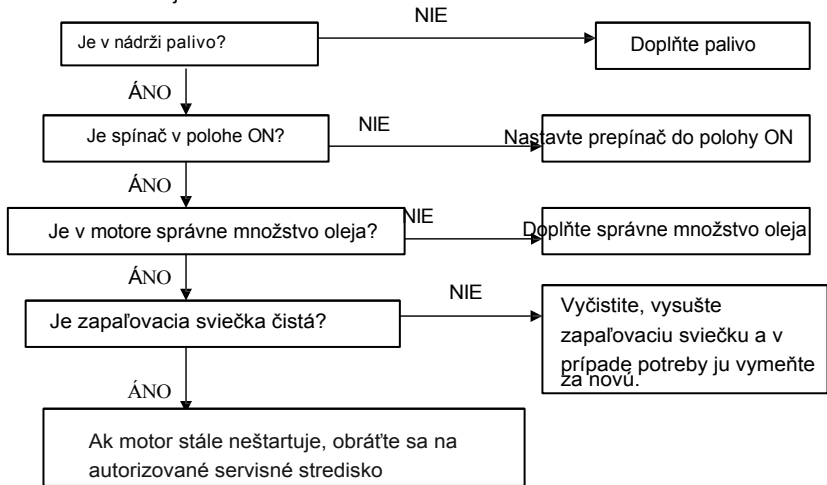 NIE
Je v nádrži palivo?
Doplňte palivo
ÁNO
Je spínač v polohe ON?
NIE
Nastavte prepínač do polohy ON
ÁNO
Je v motore správne množstvo oleja?
NIE
Doplňte správne množstvo oleja
ÁNO
Je zapaľovacia sviečka čistá?
NIE
Vyčistite, vysušte
zapaľovaciu sviečku a v
prípade potreby ju vymeňte
za novú.
ÁNO
Ak motor stále neštartuje, obráťte sa na
autorizované servisné stredisko